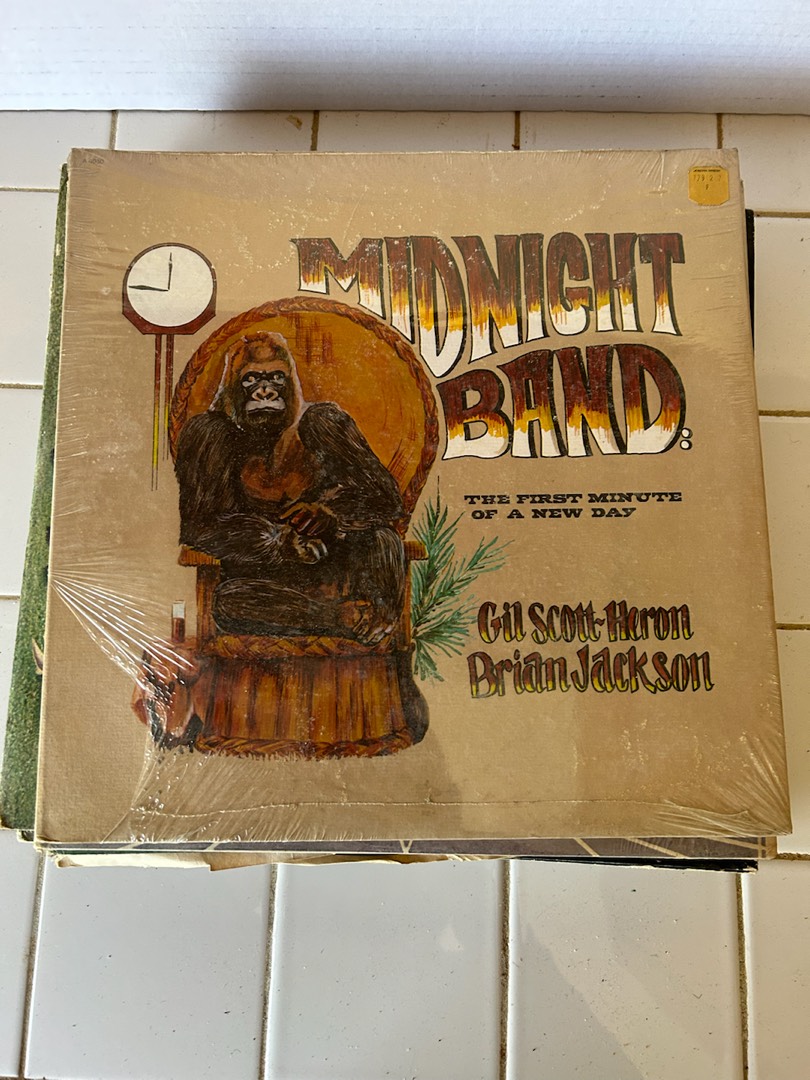 MIDNIGHT
BAND:
THE FIRST MINUTE
OF A NEW DAY
Gil Scott-Heron
Brian Jackson